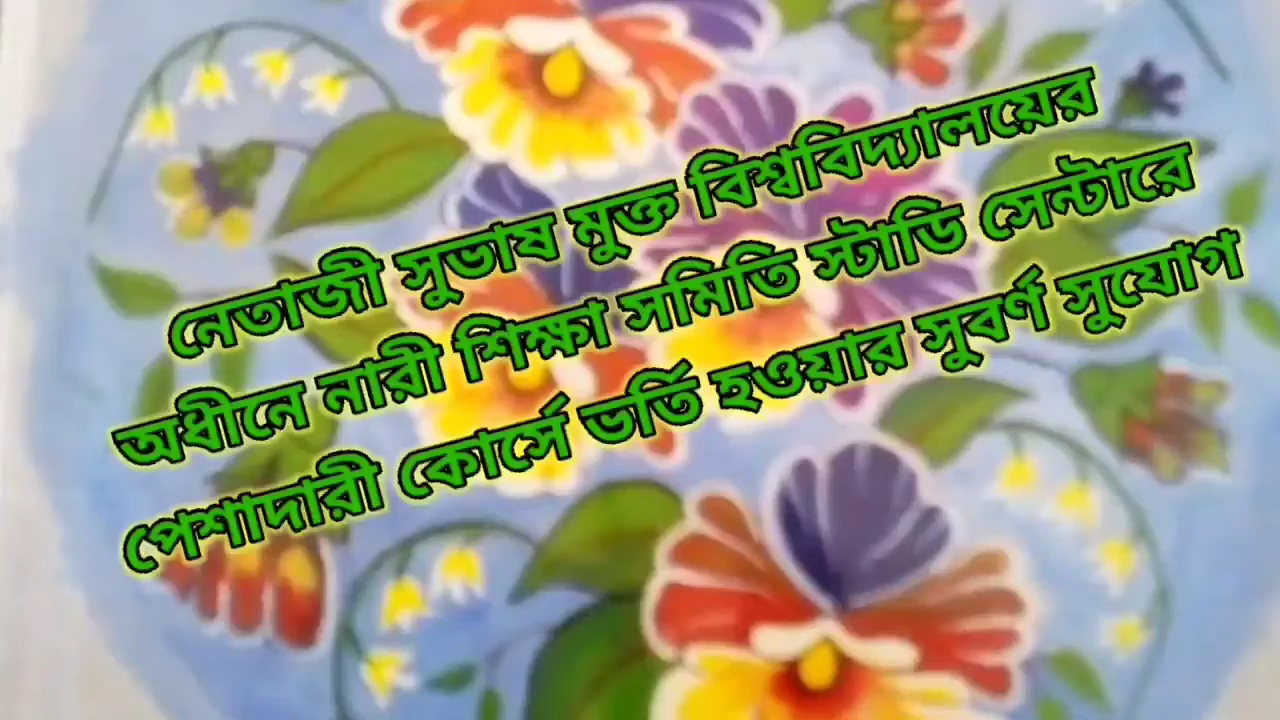 নেতাজী সুভাষ মুক্ত বিশ্ববিদ্যালয়ের
অধীনে নারী শিক্ষা সমিতি স্টাডি সেন্টারে
পেশাদারী কোর্সে ভর্তি হওয়ার সুবর্ণ সুযোগ